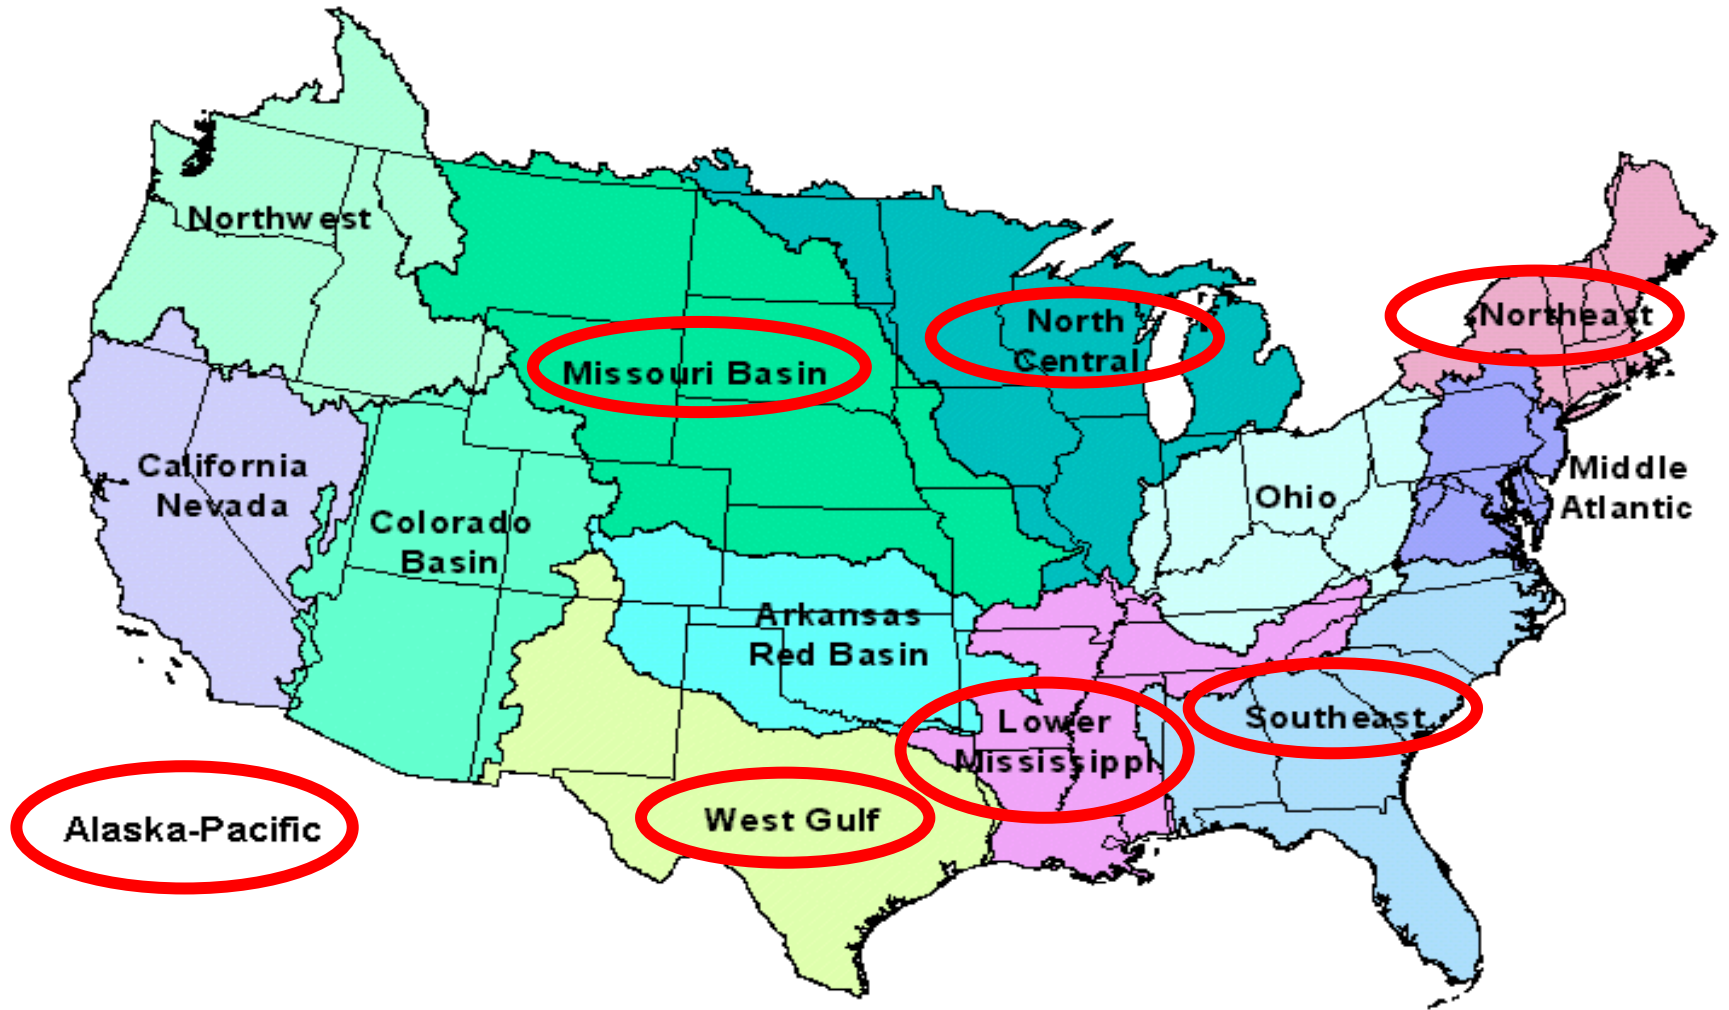 Northwest
Missouri Basin
North
Central
Northeast
California
Nevada
Colorado
Basin
Ohio
Middle
Atlantic
Arkansas
Red Basin
Lower
Mississippi
Southeast
West Gulf
Alaska-Pacific